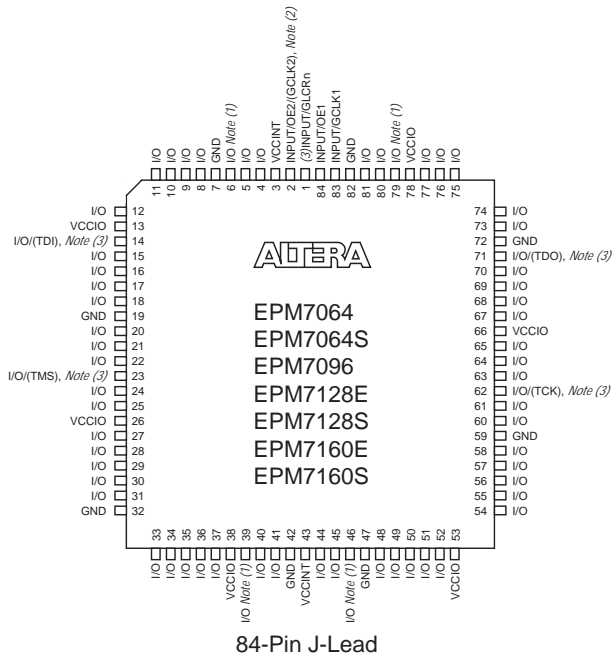 I/O
I/O
I/O
I/O
GND
I/O Note (1)
I/O
I/O
VCCINT
INPUT/OE2/(GCLK2), Note (2)
(3)INPUT/GLCRn
INPUT/OE1
INPUT/GCLK1
GND
I/O
I/O
I/O Note (1)
VCCIO
I/O
I/O
I/O
11 10 9 8 7 6 5 4 3 2 1 84 83 82 81 80 79 78 77 76 75
I/O 12
VCCIO 13
I/O/(TDI), Note (3) 14
I/O 15
I/O 16
I/O 17
I/O 18
GND 19
I/O 20
I/O 21
I/O 22
I/O/(TMS), Note (3) 23
I/O 24
I/O 25
VCCIO 26
I/O 27
I/O 28
I/O 29
I/O 30
I/O 31
GND 32
ALTERA
EPM7064
EPM7064S
EPM7096
EPM7128E
EPM7128S
EPM7160E
EPM7160S
74 I/O
73 I/O
72 GND
71 I/O/(TDO), Note (3)
70 I/O
69 I/O
68 I/O
67 I/O
66 VCCIO
65 I/O
64 I/O
63 I/O
62 I/O/(TCK), Note (3)
61 I/O
60 I/O
59 GND
58 I/O
57 I/O
56 I/O
55 I/O
54 I/O
33 34 35 36 37 38 39 40 41 42 43 44 45 46 47 48 49 50 51 52 53
I/O
I/O
I/O
I/O
I/O
VCCIO
I/O Note (1)
I/O
I/O
GND
VCCINT
I/O
I/O
I/O Note (1)
GND
I/O
I/O
I/O
I/O
I/O
VCCIO
84-Pin J-Lead